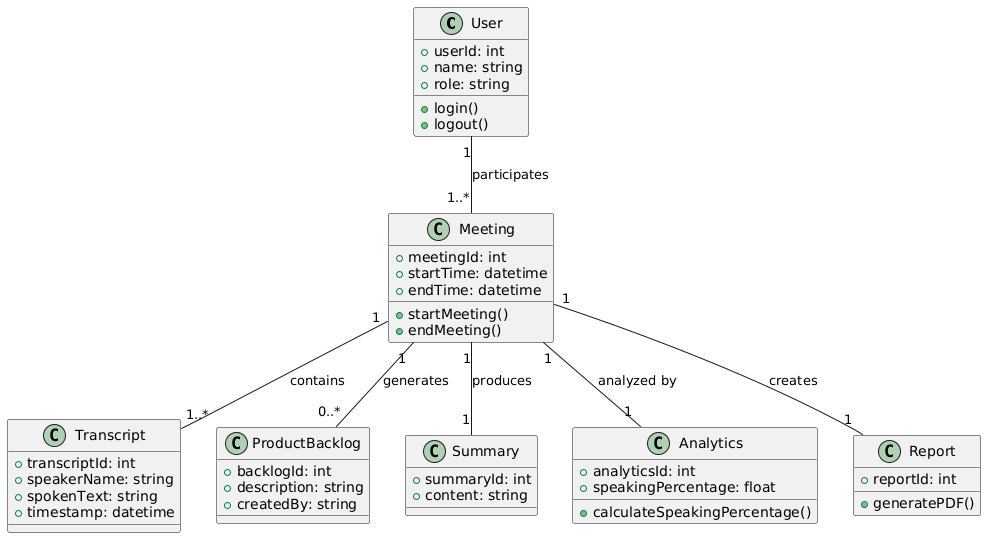 C User
userId: int
name: string
role: string
login()
logout()
1
participates
1..*
C Meeting
meetingId: int
startTime: datetime
endTime: datetime
startMeeting()
endMeeting()
1
1
1
1
1
contains
generates
produces
analyzed by
creates
1..*
0..*
1
1
1
C Transcript
transcriptId: int
speakerName: string
spokenText: string
timestamp: datetime
C ProductBacklog
backlogId: int
description: string
createdBy: string
C Summary
summaryId: int
content: string
C Analytics
analyticsId: int
speakingPercentage: float
calculateSpeakingPercentage()
C Report
reportId: int
generatePDF()